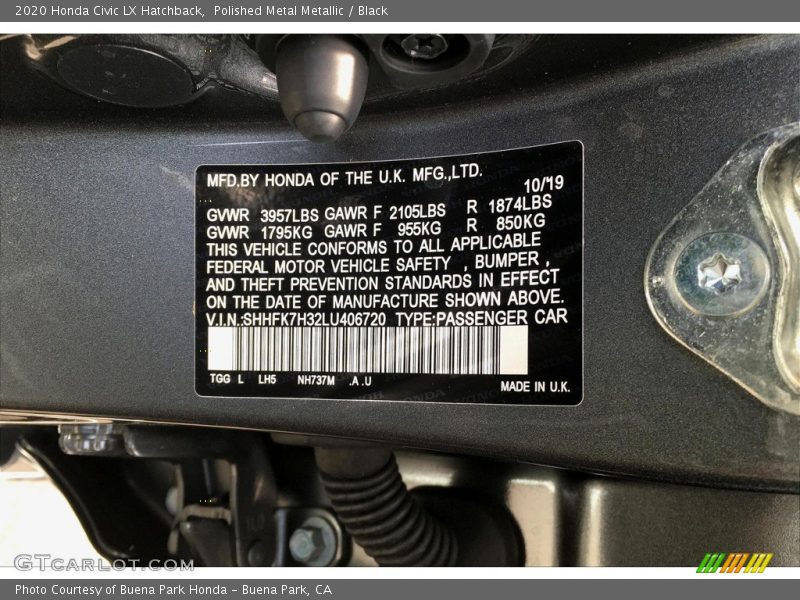 2020 Honda Civic LX Hatchback, Polished Metal Metallic / Black
MFD.BY HONDA OF THE U.K. MFG.,LTD.
10/19
GVWR 3957LBS GAWR F 2105LBS R 1874LBS
GVWR 1795KG GAWR F 955KG R 850KG
THIS VEHICLE CONFORMS TO ALL APPLICABLE
FEDERAL MOTOR VEHICLE SAFETY , BUMPER ,
AND THEFT PREVENTION STANDARDS IN EFFECT
ON THE DATE OF MANUFACTURE SHOWN ABOVE.
V.I.N.:SHHFK7H32LU406720 TYPE:PASSENGER CAR
TGG L LH5 NH737M .A.U
MADE IN U.K.
GTCARLOT.COM
Photo Courtesy of Buena Park Honda - Buena Park, CA